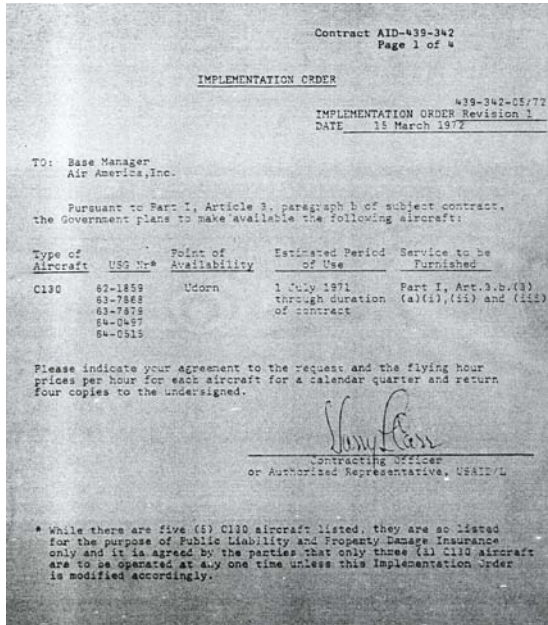 Contract AID-439-342
Page 1 of 4
IMPLEMENTATION ORDER
439-342-05/72
IMPLEMENTATION ORDER Revision 1
DATE 15 March 1972
TO: Base Manager
Air America,Inc.
Pursuant to Part I, Article 3, paragraph b of subject contract,
the Government plans to make available the following aircraft:
Type of Point of Estimated Period Service to be
Aircraft USG Nr* Availability of Use Furnished
C130 62-1859 Udorn 1 July 1971 Part I, Art.3.b.(3)
63-7868 through duration (a)(i),(ii) and (iii)
63-7879 of contract
64-0497
64-0515
Please indicate your agreement to the request and the flying hour
prices per hour for each aircraft for a calendar quarter and return
four copies to the undersigned.
Contracting Officer
or Authorized Representative, USAID/L
* While there are five (5) C130 aircraft listed, they are so listed
for the purpose of Public Liability and Property Damage Insurance
only and it is agreed by the parties that only three (3) C130 aircraft
are to be operated at any one time unless this Implementation Order
is modified accordingly.